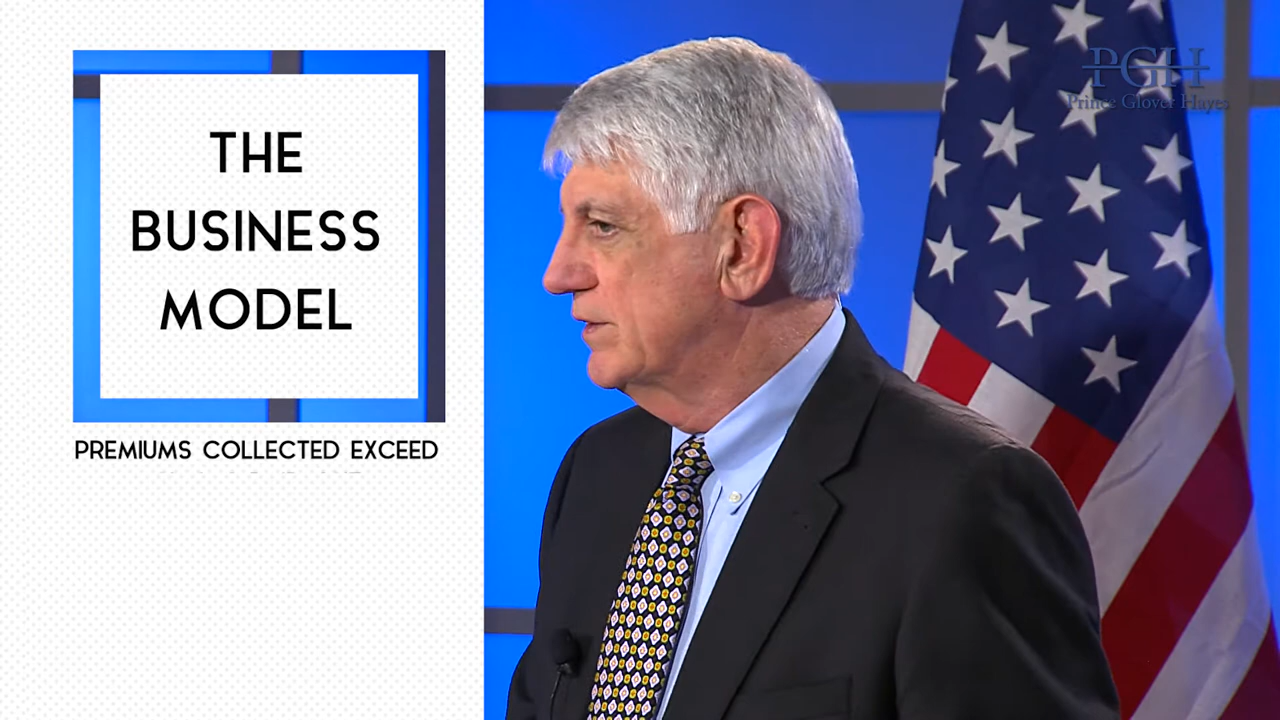 THE
BUSINESS
MODEL
PREMIUMS COLLECTED EXCEED
PGH
Prince Glover Hayes